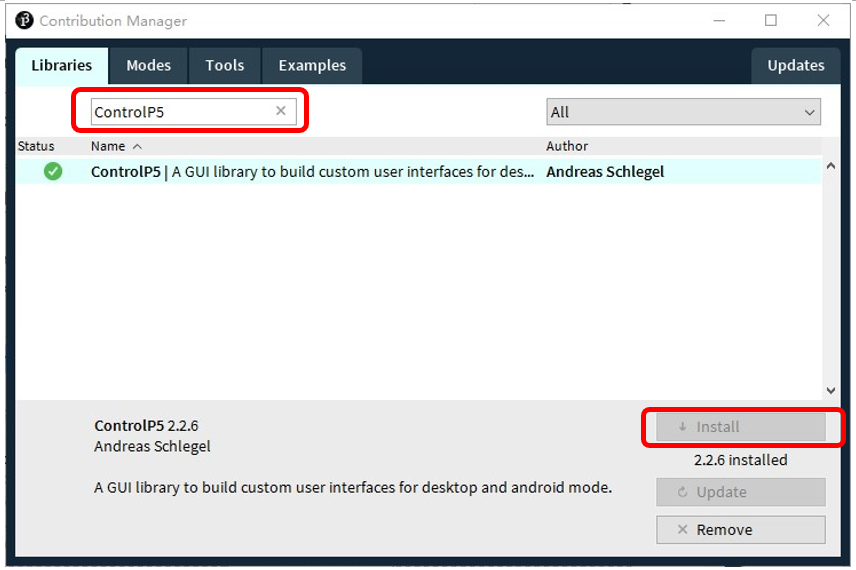 Contribution Manager
Libraries Modes Tools Examples Updates
ControlP5 All
Status Name Author
ControlP5 | A GUI library to build custom user interfaces for des... Andreas Schlegel
ControlP5 2.2.6
Install
Andreas Schlegel
2.2.6 installed
A GUI library to build custom user interfaces for desktop and android mode.
Update
Remove